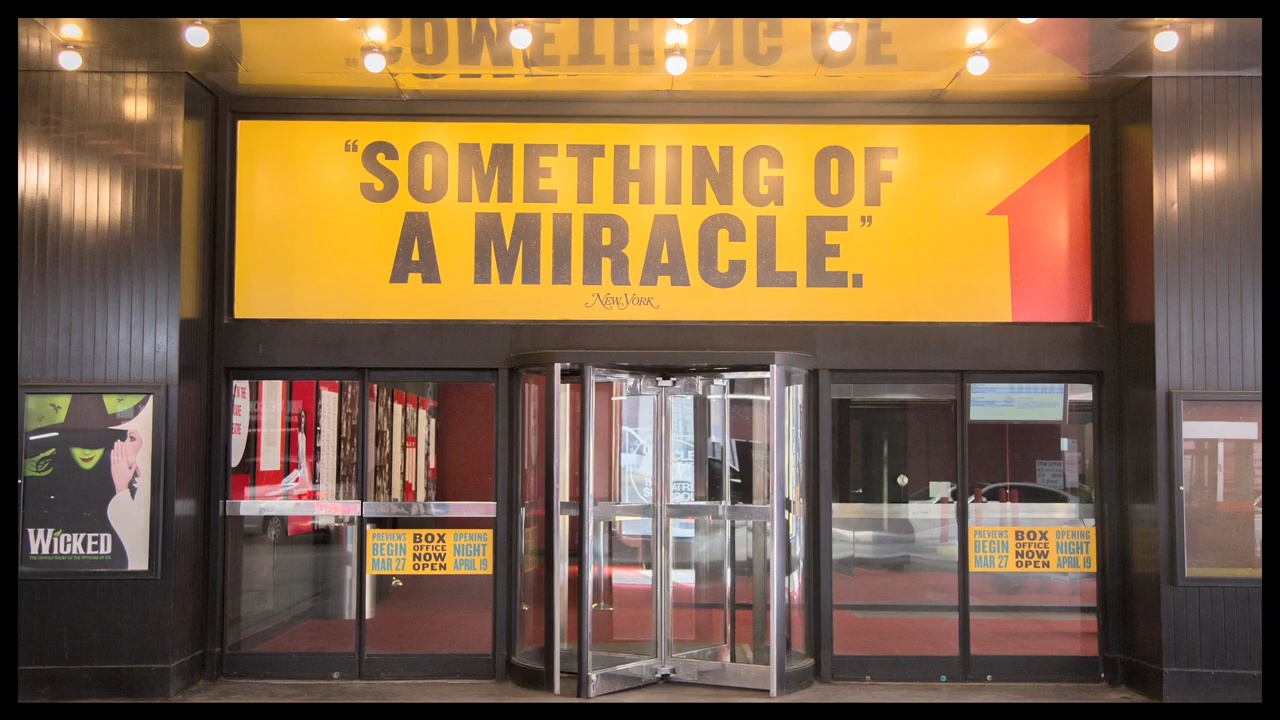 “SOMETHING OF
A MIRACLE.”
NEW YORK
WICKED
PREVIEWS
BEGIN
MAR 27
BOX
OFFICE
NOW
OPEN
OPENING
NIGHT
APRIL 19
PREVIEWS
BEGIN
MAR 27
BOX
OFFICE
NOW
OPEN
OPENING
NIGHT
APRIL 19